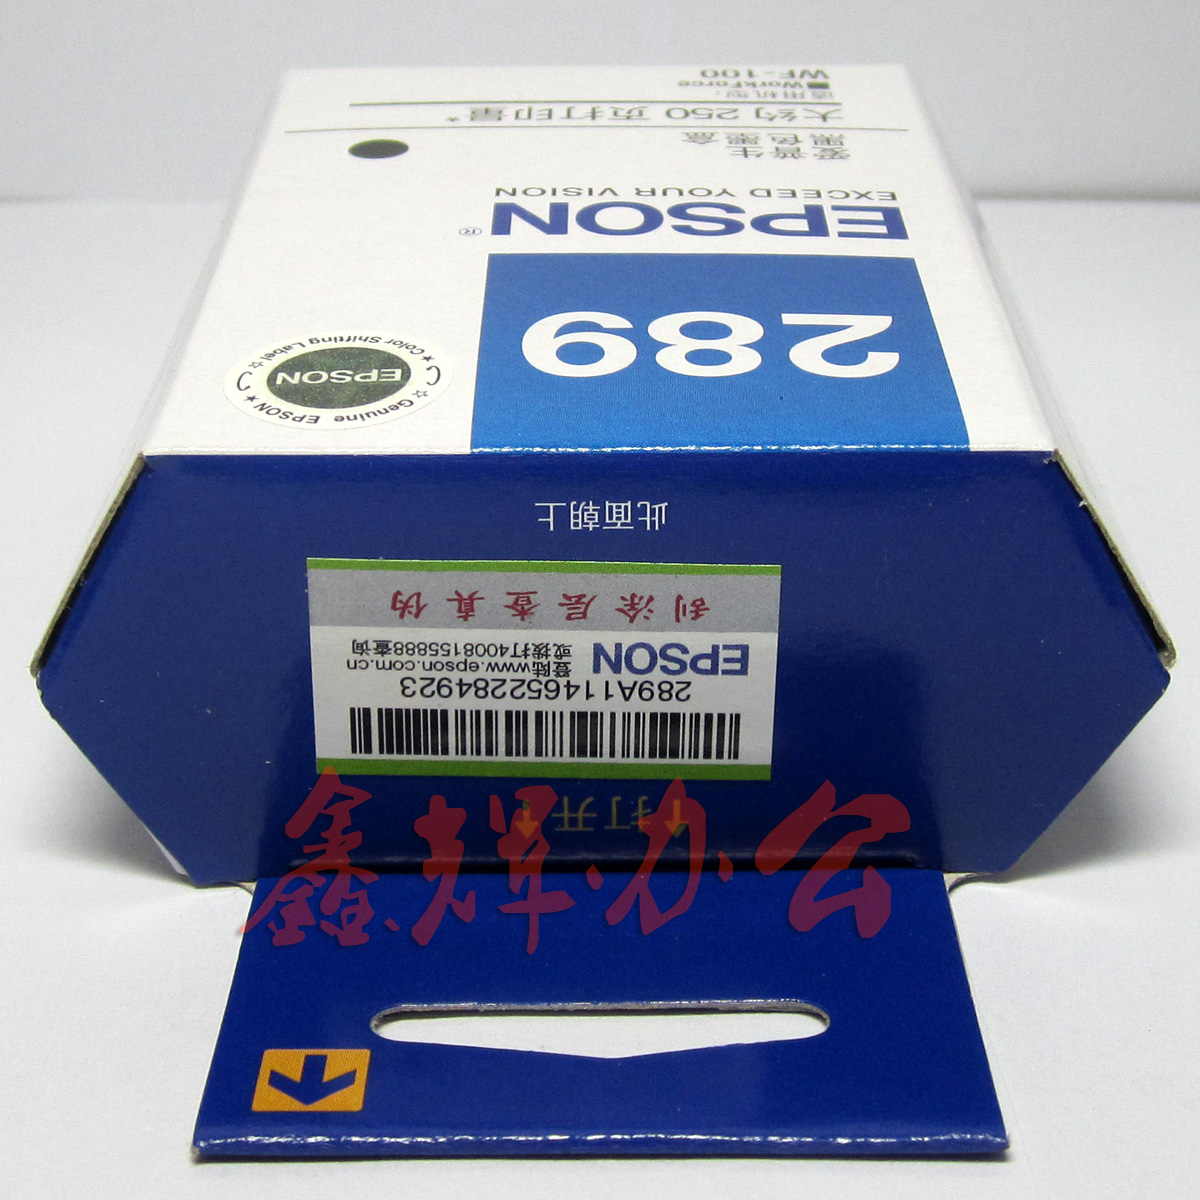 WF-100
■ WorkForce
适用机型:
大约 250 页打印量*
黑色墨盒
爱普生
EXCEED YOUR VISION
EPSON®
289
☆ Genuine EPSON ★
EPSON
★ Color Shifting Label ☆
此面朝上
刮涂层查真伪
EPSON
登陆www.epson.com.cn
或拨打4008155888查询
289A114652284923
打开
鑫辉办公